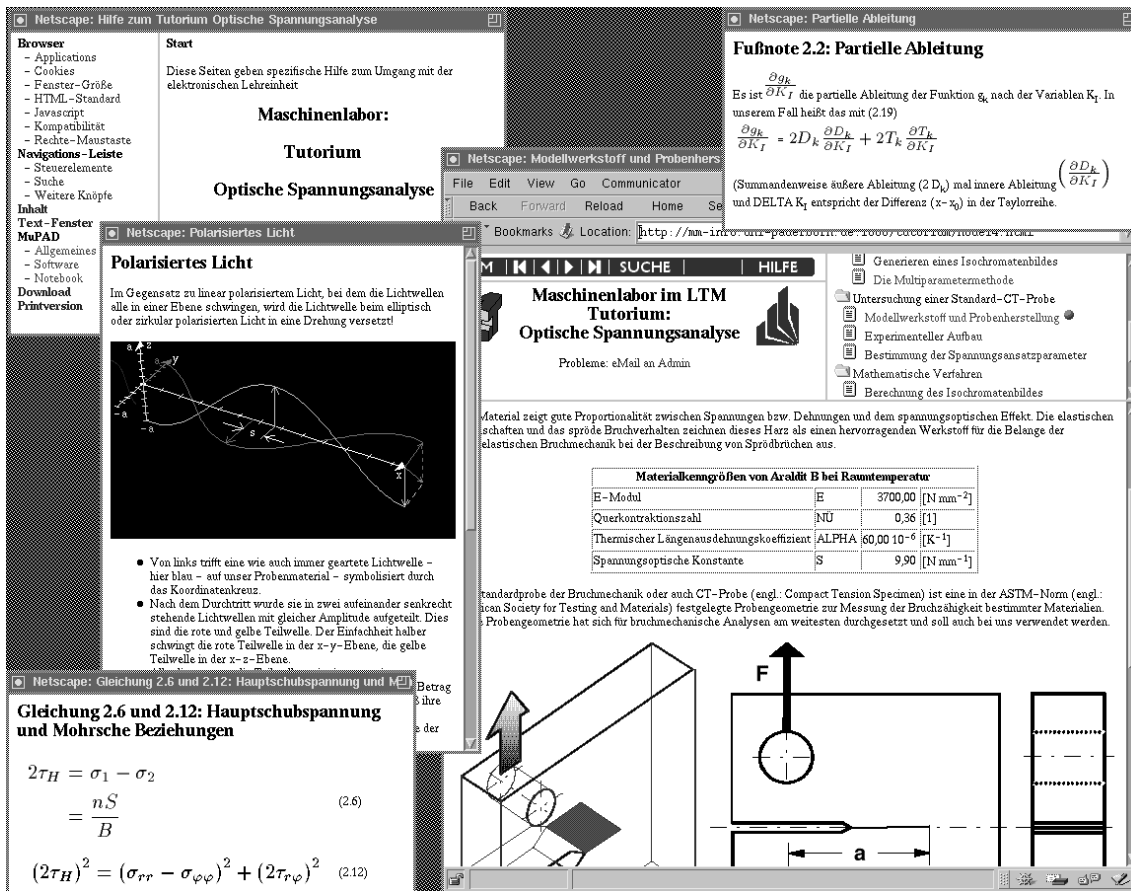 Netscape: Hilfe zum Tutorium Optische Spannungsanalyse
Browser
- Applications
- Cookies
- Fenster-Größe
- HTML-Standard
- Javascript
- Kompatibilität
- Rechte-Maustaste
Navigations-Leiste
- Steuerelemente
- Suche
- Weitere Knöpfe
Inhalt
Text-Fenster
MuPAD
- Allgemeines
- Software
- Notebook
Download
Printversion
Start
Diese Seiten geben spezifische Hilfe zum Umgang mit der
elektronischen Lehreinheit
Maschinenlabor:
Tutorium
Optische Spannungsanalyse
Netscape: Partielle Ableitung
Fußnote 2.2: Partielle Ableitung
Es ist ∂g_k/∂K_I die partielle Ableitung der Funktion g_k nach der Variablen K_I. In
unserem Fall heißt das mit (2.19)
∂g_k/∂K_I = 2D_k ∂D_k/∂K_I + 2T_k ∂T_k/∂K_I
(Summandenweise äußere Ableitung (2 D_k) mal innere Ableitung (∂D_k/∂K_I)
und DELTA K_I entspricht der Differenz (x-x_0) in der Taylorreihe.
Netscape: Modellwerkstoff und Probenhers
File Edit View Go Communicator
Back Forward Reload Home Se
Bookmarks Location:
M SUCHE HILFE
Maschinenlabor im LTM
Tutorium:
Optische Spannungsanalyse
Probleme: eMail an Admin
Generieren eines Isochromatenbildes
Die Multiparametermethode
Untersuchung einer Standard-CT-Probe
Modellwerkstoff und Probenherstellung
Experimenteller Aufbau
Bestimmung der Spannungsansatzparameter
Mathematische Verfahren
Berechnung des Isochromatenbildes
Material zeigt gute Proportionalität zwischen Spannungen bzw. Dehnungen und dem spannungsoptischen Effekt. Die elastischen
schaften und das spröde Bruchverhalten zeichnen dieses Harz als einen hervorragenden Werkstoff für die Belange der
elastischen Bruchmechanik bei der Beschreibung von Sprödbrüchen aus.
Materialkenngrößen von Araldit B bei Raumtemperatur
E-Modul E 3700,00 [N mm^-2]
Querkontraktionszahl NÜ 0,36 [1]
Thermischer Längenausdehnungskoeffizient ALPHA 60,00 10^-6 [K^-1]
Spannungsoptische Konstante S 9,90 [N mm^-1]
tandardprobe der Bruchmechanik oder auch CT-Probe (engl.: Compact Tension Specimen) ist eine in der ASTM-Norm (engl.:
ican Society for Testing and Materials) festgelegte Probengeometrie zur Messung der Bruchzähigkeit bestimmter Materialen.
Probengeometrie hat sich für bruchmechanische Analysen am weitesten durchgesetzt und soll auch bei uns verwendet werden.
F
a
Netscape: Polarisiertes Licht
Polarisiertes Licht
Im Gegensatz zu linear polarisiertem Licht, bei dem die Lichtwellen
alle in einer Ebene schwingen, wird die Lichtwelle beim elliptisch
oder zirkular polarisierten Licht in eine Drehung versetzt!
a z
a y
-a
-a
s
x
● Von links trifft eine wie auch immer geartete Lichtwelle -
hier blau - auf unser Probenmaterial - symbolisiert durch
das Koordinatenkreuz.
● Nach dem Durchtritt wurde sie in zwei aufeinander senkrecht
stehende Lichtwellen mit gleicher Amplitude aufgeteilt. Dies
sind die rote und gelbe Teilwelle. Der Einfachheit halber
schwingt die rote Teilwelle in der x-y-Ebene, die gelbe
Teilwelle in der x-z-Ebene.
Betrag
ihre
der
Netscape: Gleichung 2.6 und 2.12: Hauptschubspannung und M
Gleichung 2.6 und 2.12: Hauptschubspannung
und Mohrsche Beziehungen
2τ_H = σ_1 − σ_2
= nS/B (2.6)
(2τ_H)^2 = (σ_rr − σ_φφ)^2 + (2τ_rφ)^2 (2.12)